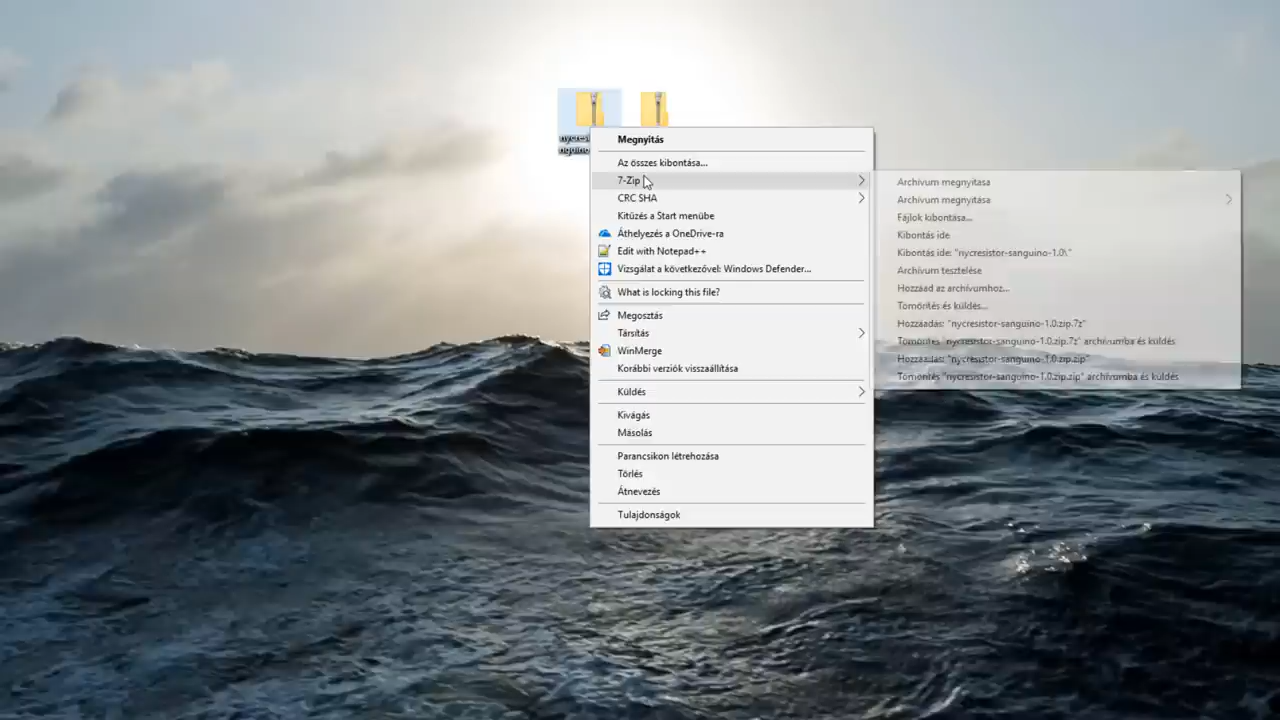 nycres
nguino
Megnyitás
Az összes kibontása...
7-Zip
CRC SHA
Kitűzés a Start menübe
Áthelyezés a OneDrive-ra
Edit with Notepad++
Vizsgálat a következővel: Windows Defender...
What is locking this file?
Megosztás
Társítás
WinMerge
Korábbi verziók visszaállítása
Küldés
Kivágás
Másolás
Parancsikon létrehozása
Törlés
Átnevezés
Tulajdonságok
Archívum megnyitása
Archívum megnyitása
Fájlok kibontása...
Kibontás ide
Kibontás ide: "nycresistor-sanguino-1.0\"
Archívum tesztelése
Hozzáad az archívumhoz...
Tömörítés és küldés...
Hozzáadás: "nycresistor-sanguino-1.0.zip.7z"
Tömörítés "nycresistor-sanguino-1.0.zip.7z" archívumba és küldés
Hozzáadás: "nycresistor-sanguino-1.0.zip.zip"
Tömörítés "nycresistor-sanguino-1.0.zip.zip" archívumba és küldés